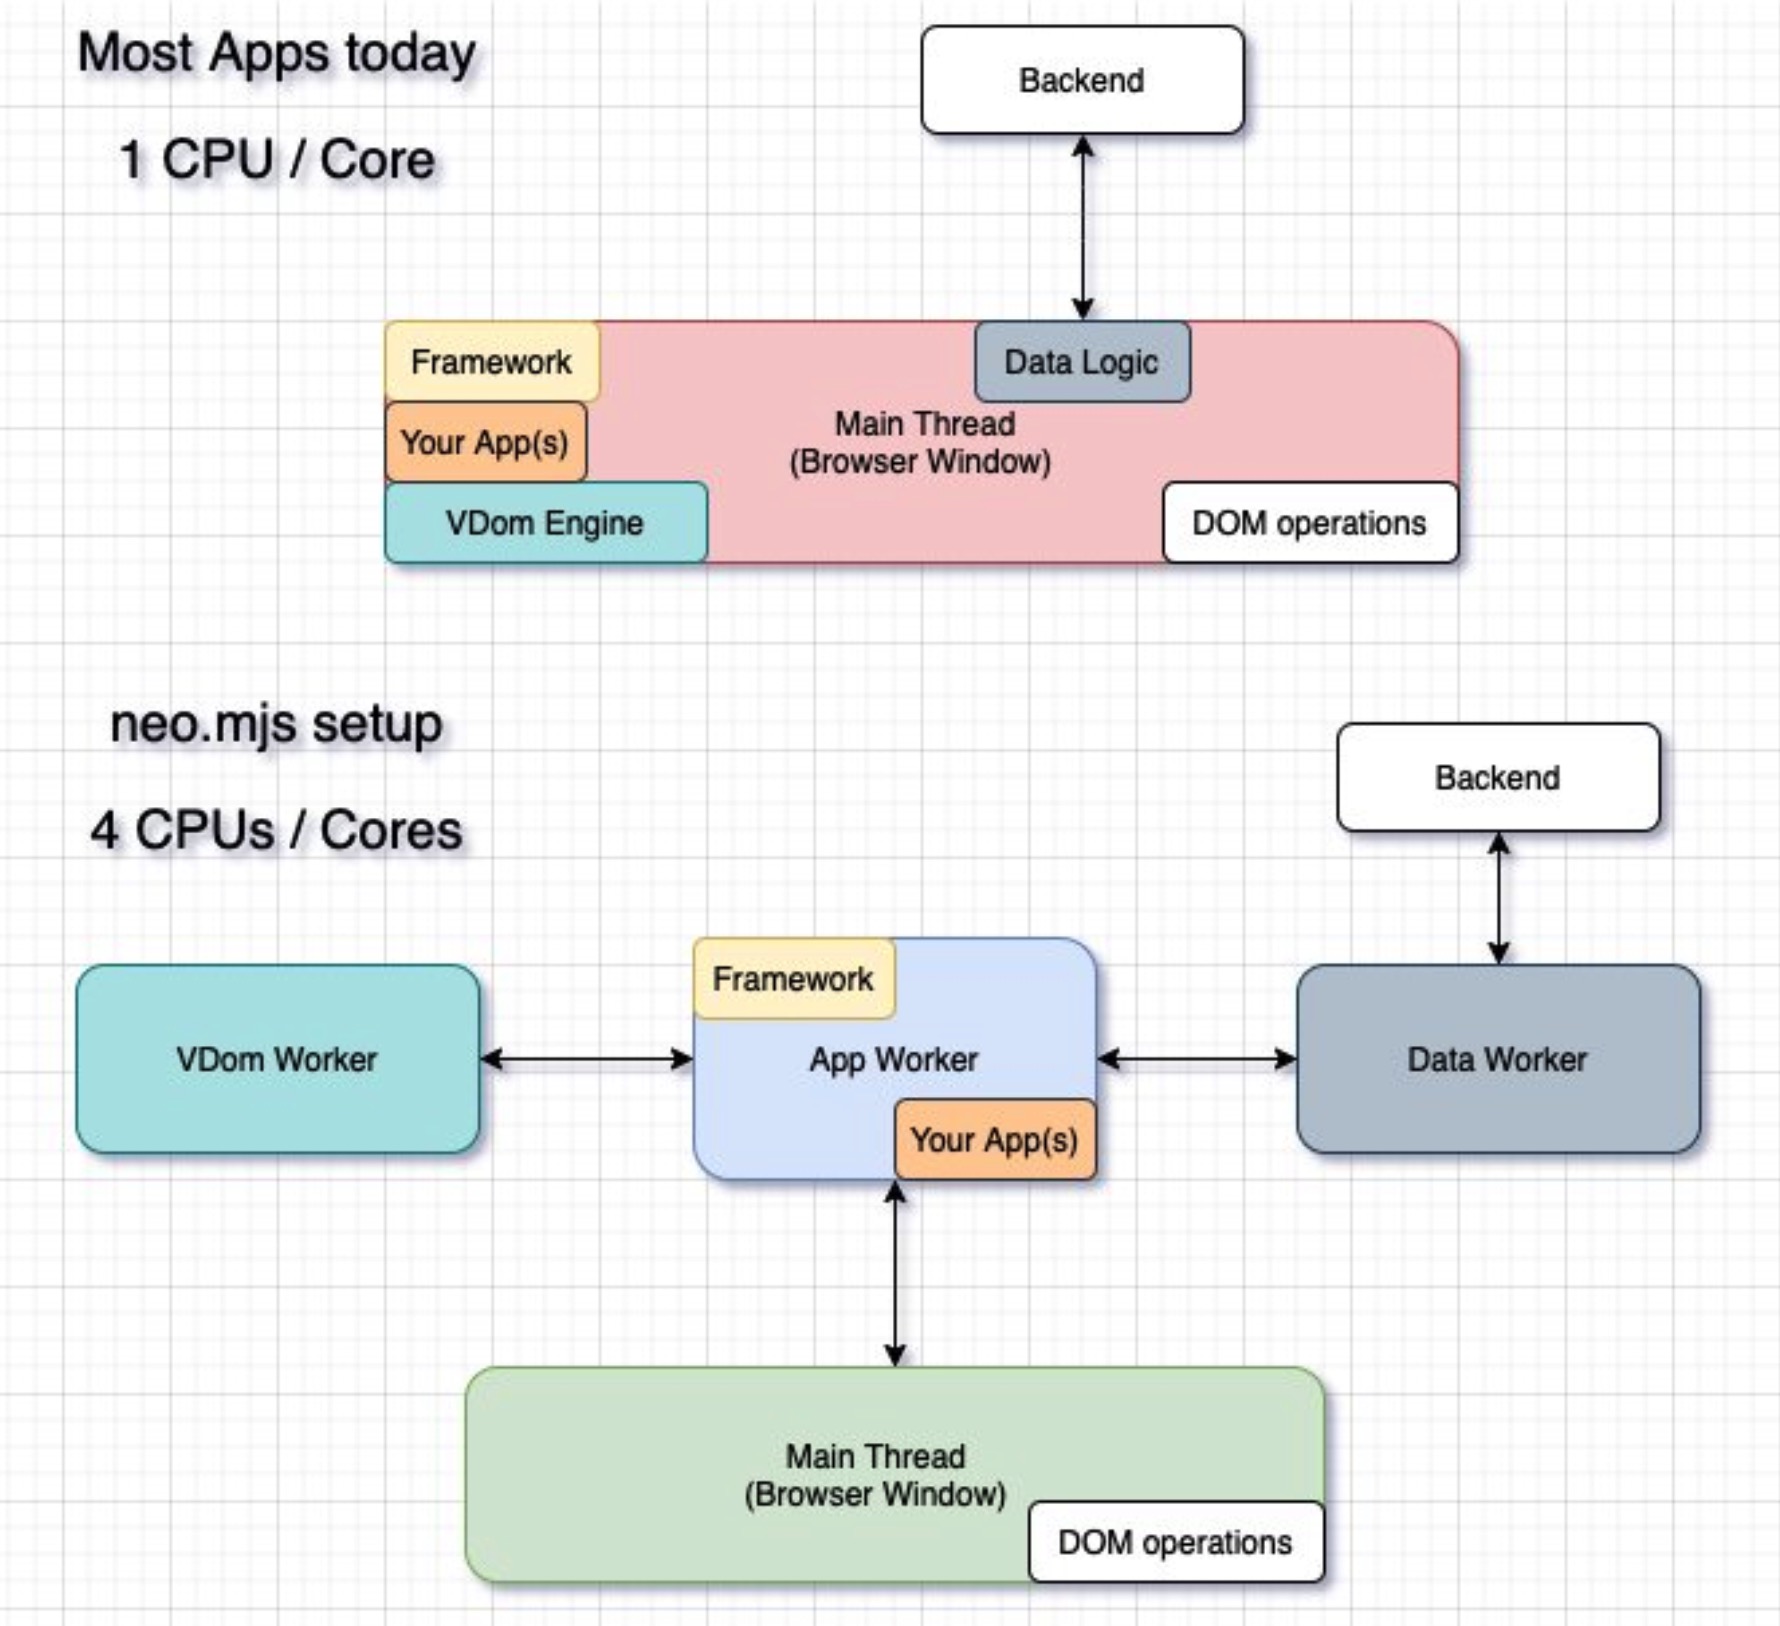 Most Apps today
1 CPU / Core
Backend
Framework
Data Logic
Your App(s)
Main Thread
(Browser Window)
VDom Engine
DOM operations
neo.mjs setup
4 CPUs / Cores
Backend
Framework
VDom Worker
App Worker
Data Worker
Your App(s)
Main Thread
(Browser Window)
DOM operations